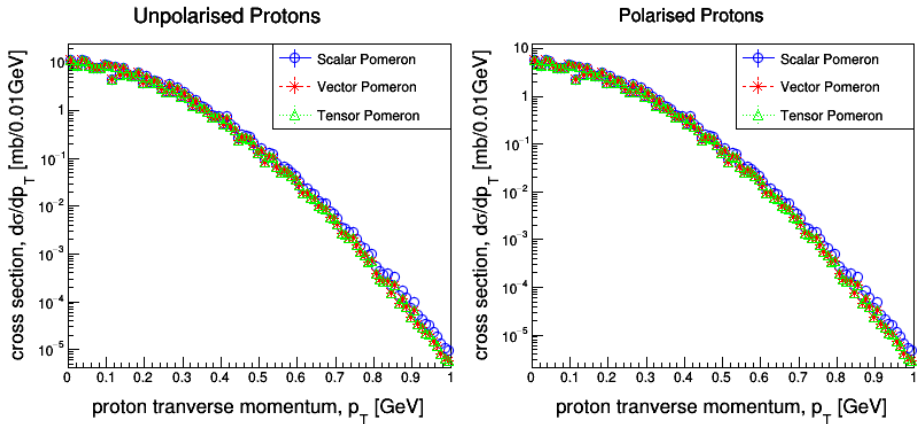 Unpolarised Protons
cross section, dσ/dp_T [mb/0.01GeV]
10
1
10⁻¹
10⁻²
10⁻³
10⁻⁴
10⁻⁵
Scalar Pomeron
Vector Pomeron
Tensor Pomeron
0 0.1 0.2 0.3 0.4 0.5 0.6 0.7 0.8 0.9 1
proton tranverse momentum, p_T [GeV]
Polarised Protons
cross section, dσ/dp_T [mb/0.01GeV]
10
1
10⁻¹
10⁻²
10⁻³
10⁻⁴
10⁻⁵
Scalar Pomeron
Vector Pomeron
Tensor Pomeron
0 0.1 0.2 0.3 0.4 0.5 0.6 0.7 0.8 0.9 1
proton tranverse momentum, p_T [GeV]